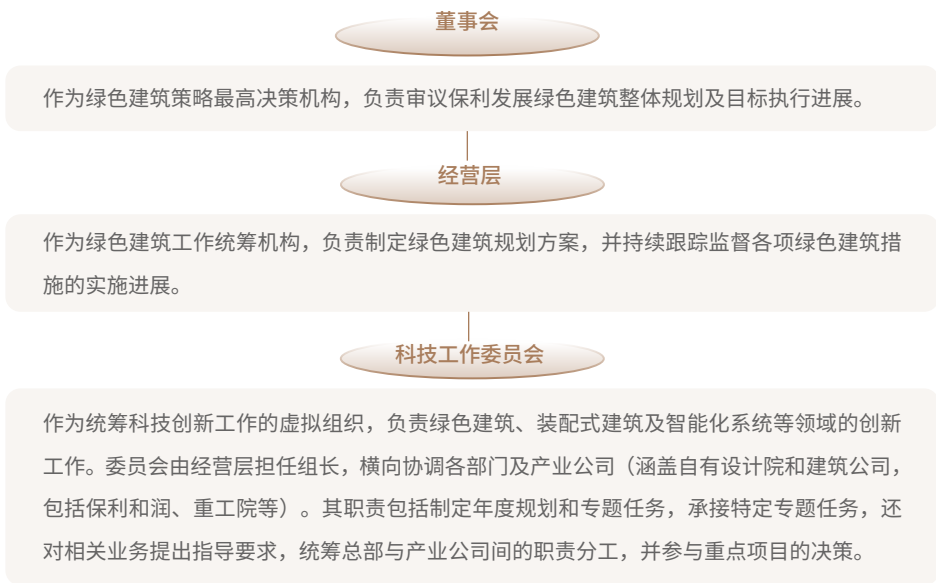 董事会
作为绿色建筑策略最高决策机构，负责审议保利发展绿色建筑整体规划及目标执行进展。
经营层
作为绿色建筑工作统筹机构，负责制定绿色建筑规划方案，并持续跟踪监督各项绿色建筑措
施的实施进展。
科技工作委员会
作为统筹科技创新工作的虚拟组织，负责绿色建筑、装配式建筑及智能化系统等领域的创新
工作。委员会由经营层担任组长，横向协调各部门及产业公司（涵盖自有设计院和建筑公司，
包括保利和润、重工院等）。其职责包括制定年度规划和专题任务，承接特定专题任务，还
对相关业务提出指导要求，统筹总部与产业公司间的职责分工，并参与重点项目的决策。